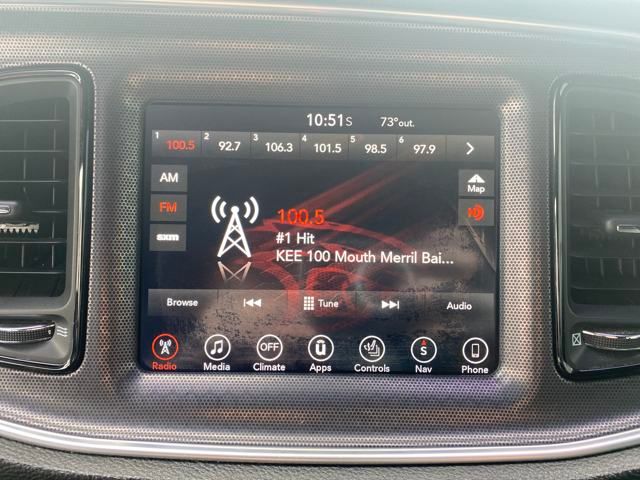 10:51S 73°out.
1 100.5 2 92.7 3 106.3 4 101.5 5 98.5 6 97.9
AM
FM
sxm
Map
100.5
#1 Hit
KEE 100 Mouth Merril Bai...
Browse Tune Audio
OFF S
Radio Media Climate Apps Controls Nav Phone